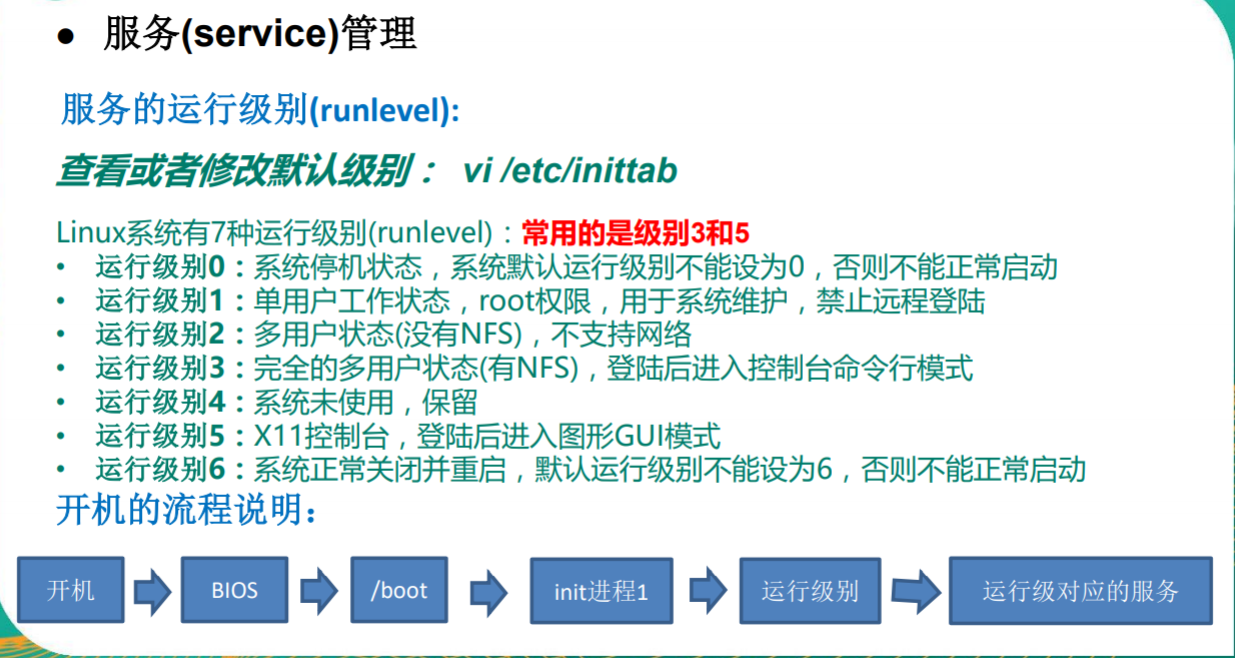 ● 服务(service)管理
服务的运行级别(runlevel):
查看或者修改默认级别： vi /etc/inittab
Linux系统有7种运行级别(runlevel)：常用的是级别3和5
• 运行级别0：系统停机状态，系统默认运行级别不能设为0，否则不能正常启动
• 运行级别1：单用户工作状态，root权限，用于系统维护，禁止远程登陆
• 运行级别2：多用户状态(没有NFS)，不支持网络
• 运行级别3：完全的多用户状态(有NFS)，登陆后进入控制台命令行模式
• 运行级别4：系统未使用，保留
• 运行级别5：X11控制台，登陆后进入图形GUI模式
• 运行级别6：系统正常关闭并重启，默认运行级别不能设为6，否则不能正常启动
开机的流程说明：
开机
BIOS
/boot
init进程1
运行级别
运行级对应的服务